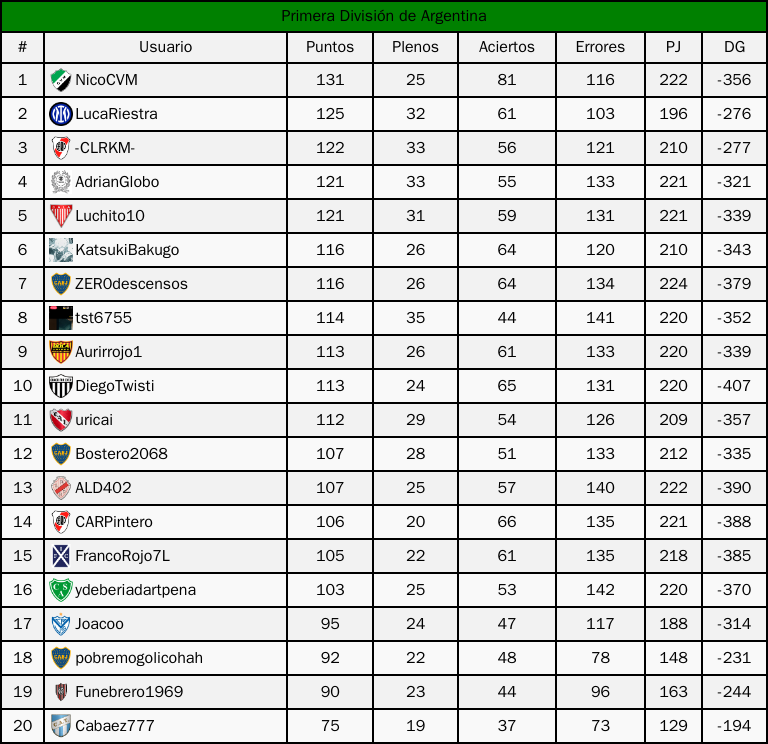 Primera División de Argentina
# Usuario Puntos Plenos Aciertos Errores PJ DG
1 NicoCVM 131 25 81 116 222 -356
2 LucaRiestra 125 32 61 103 196 -276
3 -CLRKM- 122 33 56 121 210 -277
4 AdrianGlobo 121 33 55 133 221 -321
5 Luchito10 121 31 59 131 221 -339
6 KatsukiBakugo 116 26 64 120 210 -343
7 ZER0descensos 116 26 64 134 224 -379
8 tst6755 114 35 44 141 220 -352
9 Aurirrojo1 113 26 61 133 220 -339
10 DiegoTwisti 113 24 65 131 220 -407
11 uricai 112 29 54 126 209 -357
12 Bostero2068 107 28 51 133 212 -335
13 ALD402 107 25 57 140 222 -390
14 CARPintero 106 20 66 135 221 -388
15 FrancoRojo7L 105 22 61 135 218 -385
16 ydeberiadartpena 103 25 53 142 220 -370
17 Joacoo 95 24 47 117 188 -314
18 pobremogolicohah 92 22 48 78 148 -231
19 Funebrero1969 90 23 44 96 163 -244
20 Cabaez777 75 19 37 73 129 -194